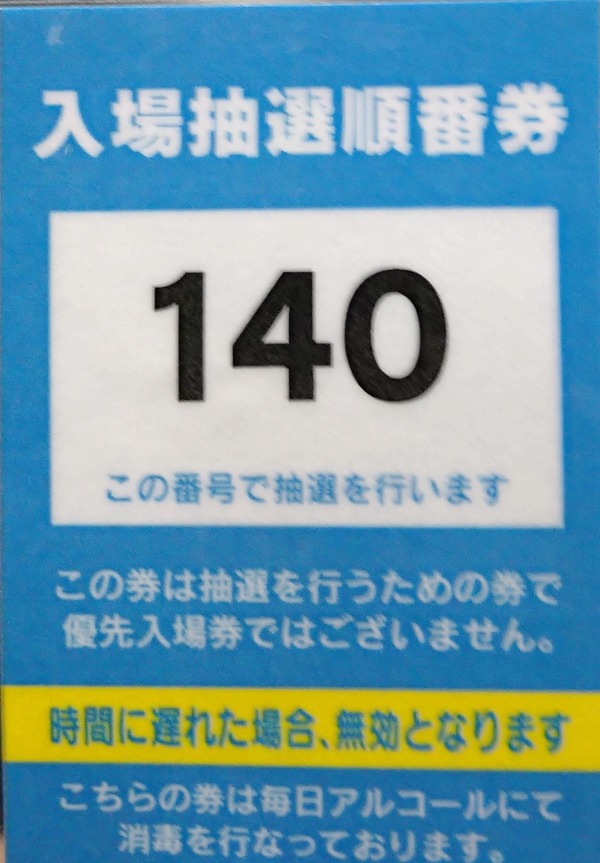 入場抽選順番券
140
この番号で抽選を行います
この券は抽選を行うための券で
優先入場券ではございません。
時間に遅れた場合、無効となります
こちらの券は毎日アルコールにて
消毒を行なっております。